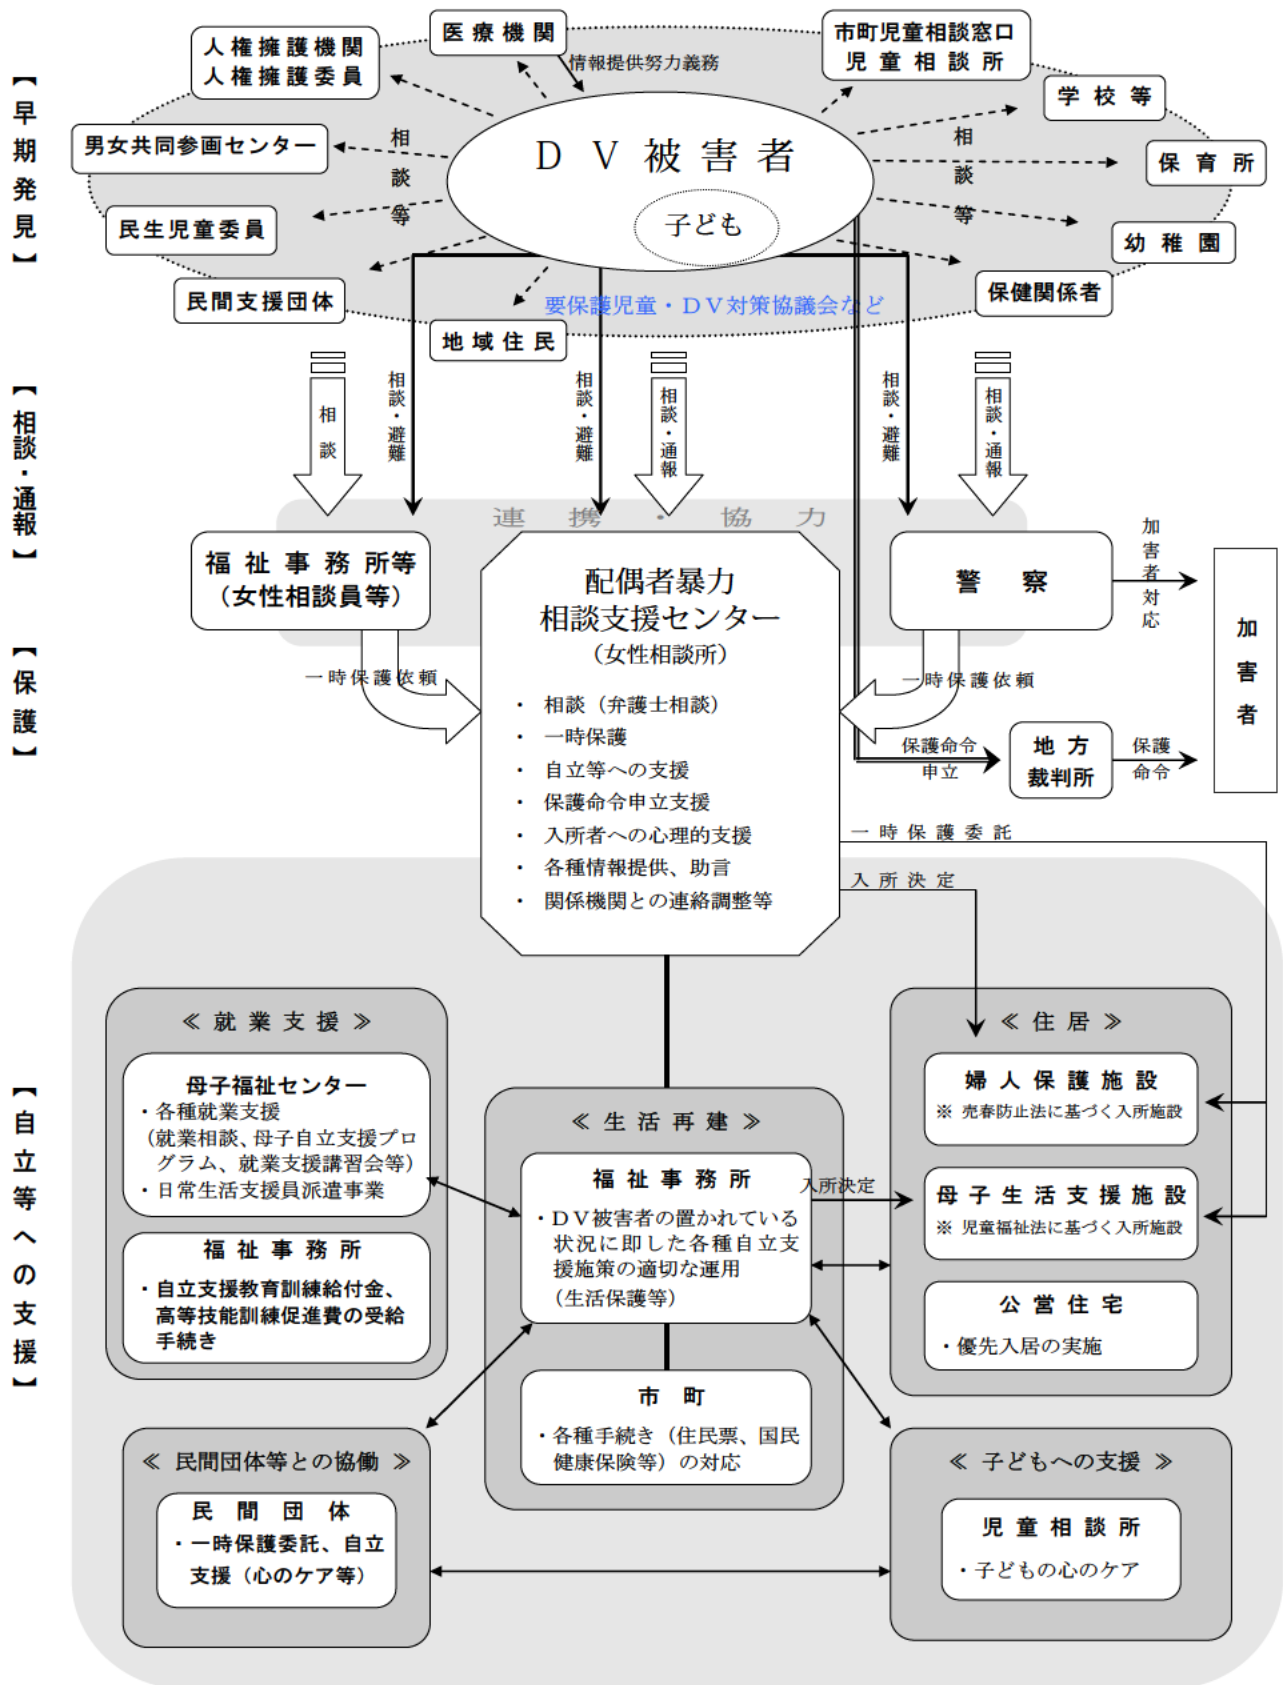 【早期発見】
人権擁護機関
人権擁護委員
医療機関
情報提供努力義務
市町児童相談窓口
児童相談所
学校等
男女共同参画センター
相談等
DV被害者
子ども
相談等
保育所
民生児童委員
幼稚園
民間支援団体
要保護児童・DV対策協議会など
保健関係者
地域住民
【相談・通報】
相談
相談・避難
相談・避難
相談・通報
相談・避難
相談・通報
連携・協力
福祉事務所等
(女性相談員等)
配偶者暴力
相談支援センター
(女性相談所)
・ 相談(弁護士相談)
・ 一時保護
・ 自立等への支援
・ 保護命令申立支援
・ 入所者への心理的支援
・ 各種情報提供、助言
・ 関係機関との連絡調整等
警察
加害者対応
加害者
【保護】
一時保護依頼
一時保護依頼
保護命令
申立
地方
裁判所
保護
命令
一時保護委託
入所決定
【自立等への支援】
≪就業支援≫
母子福祉センター
・各種就業支援
(就業相談、母子自立支援プロ
グラム、就業支援講習会等)
・日常生活支援員派遣事業
福祉事務所
・自立支援教育訓練給付金、
高等技能訓練促進費の受給
手続き
≪生活再建≫
福祉事務所
・DV被害者の置かれている
状況に即した各種自立支
援施策の適切な運用
(生活保護等)
入所決定
市町
・各種手続き(住民票、国民
健康保険等)の対応
≪住居≫
婦人保護施設
※ 売春防止法に基づく入所施設
母子生活支援施設
※ 児童福祉法に基づく入所施設
公営住宅
・優先入居の実施
≪ 民間団体等との協働 ≫
民間団体
・一時保護委託、自立
支援(心のケア等)
≪ 子どもへの支援 ≫
児童相談所
・子どもの心のケア